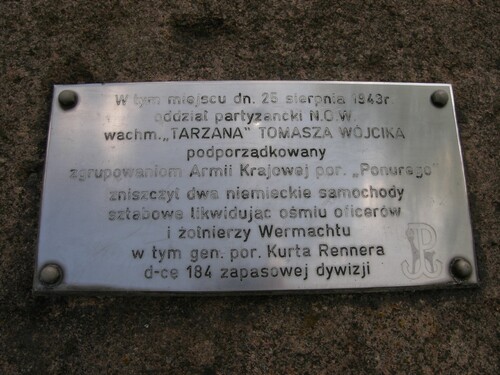 W tym miejscu dn. 25 sierpnia 1943r.
oddział partyzancki N.O.W.
wachm. „TARZANA" TOMASZA WÓJCIKA
podporządkowany
zgrupowaniom Armii Krajowej por. „Ponurego"
zniszczył dwa niemieckie samochody
sztabowe likwidując ośmiu oficerów
i żołnierzy Wermachtu
w tym gen. por. Kurta Rennera
d-cę 184 zapasowej dywizji